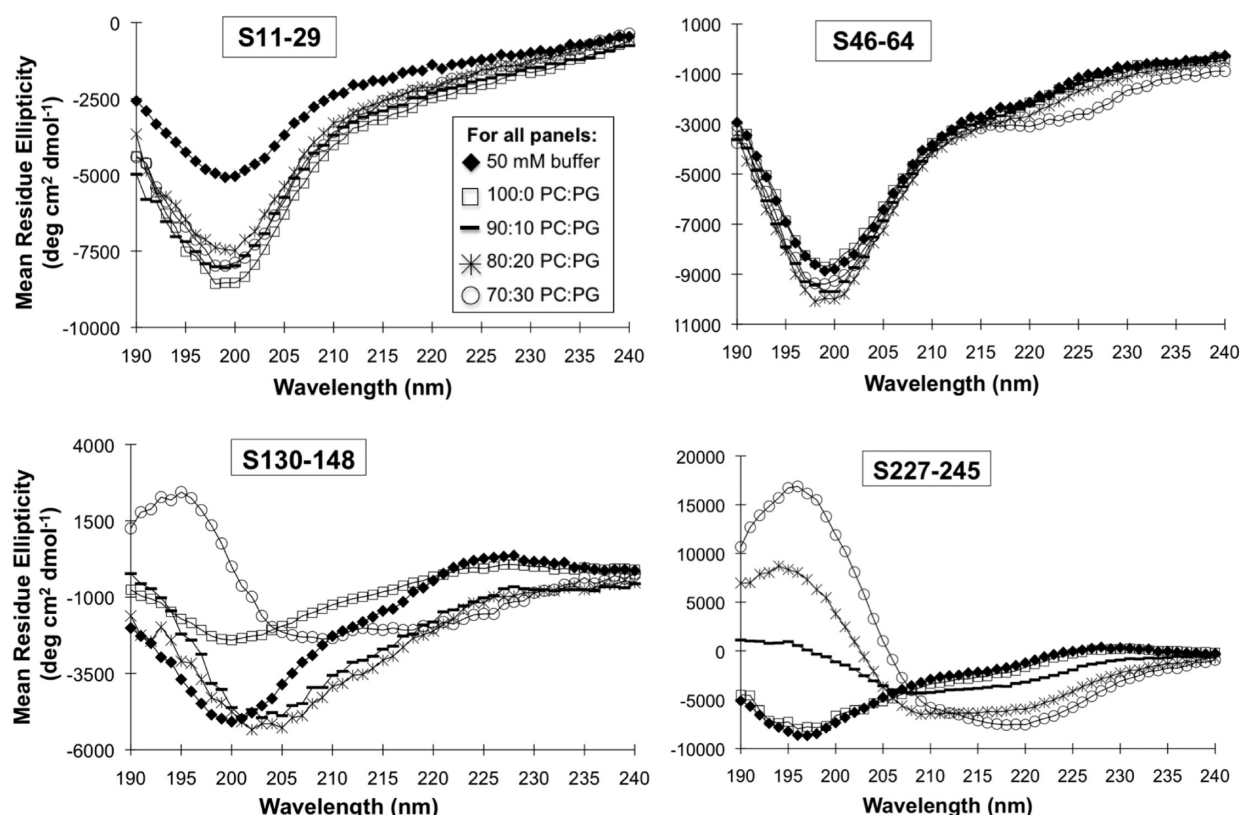 S11-29
Mean Residue Ellipticity
(deg cm2 dmol-1)
0
-2500
-5000
-7500
-10000
For all panels:
50 mM buffer
100:0 PC:PG
90:10 PC:PG
80:20 PC:PG
70:30 PC:PG
190 195 200 205 210 215 220 225 230 235 240
Wavelength (nm)
S46-64
1000
-1000
-3000
-5000
-7000
-9000
11000
190 195 200 205 210 215 220 225 230 235 240
Wavelength (nm)
S130-148
Mean Residue Ellipticity
(deg cm2 dmol-1)
4000
1500
-1000
-3500
-6000
190 195 200 205 210 215 220 225 230 235 240
Wavelength (nm)
S227-245
20000
15000
10000
5000
0
-5000
-10000
190 195 200 205 210 215 220 225 230 235 240
Wavelength (nm)